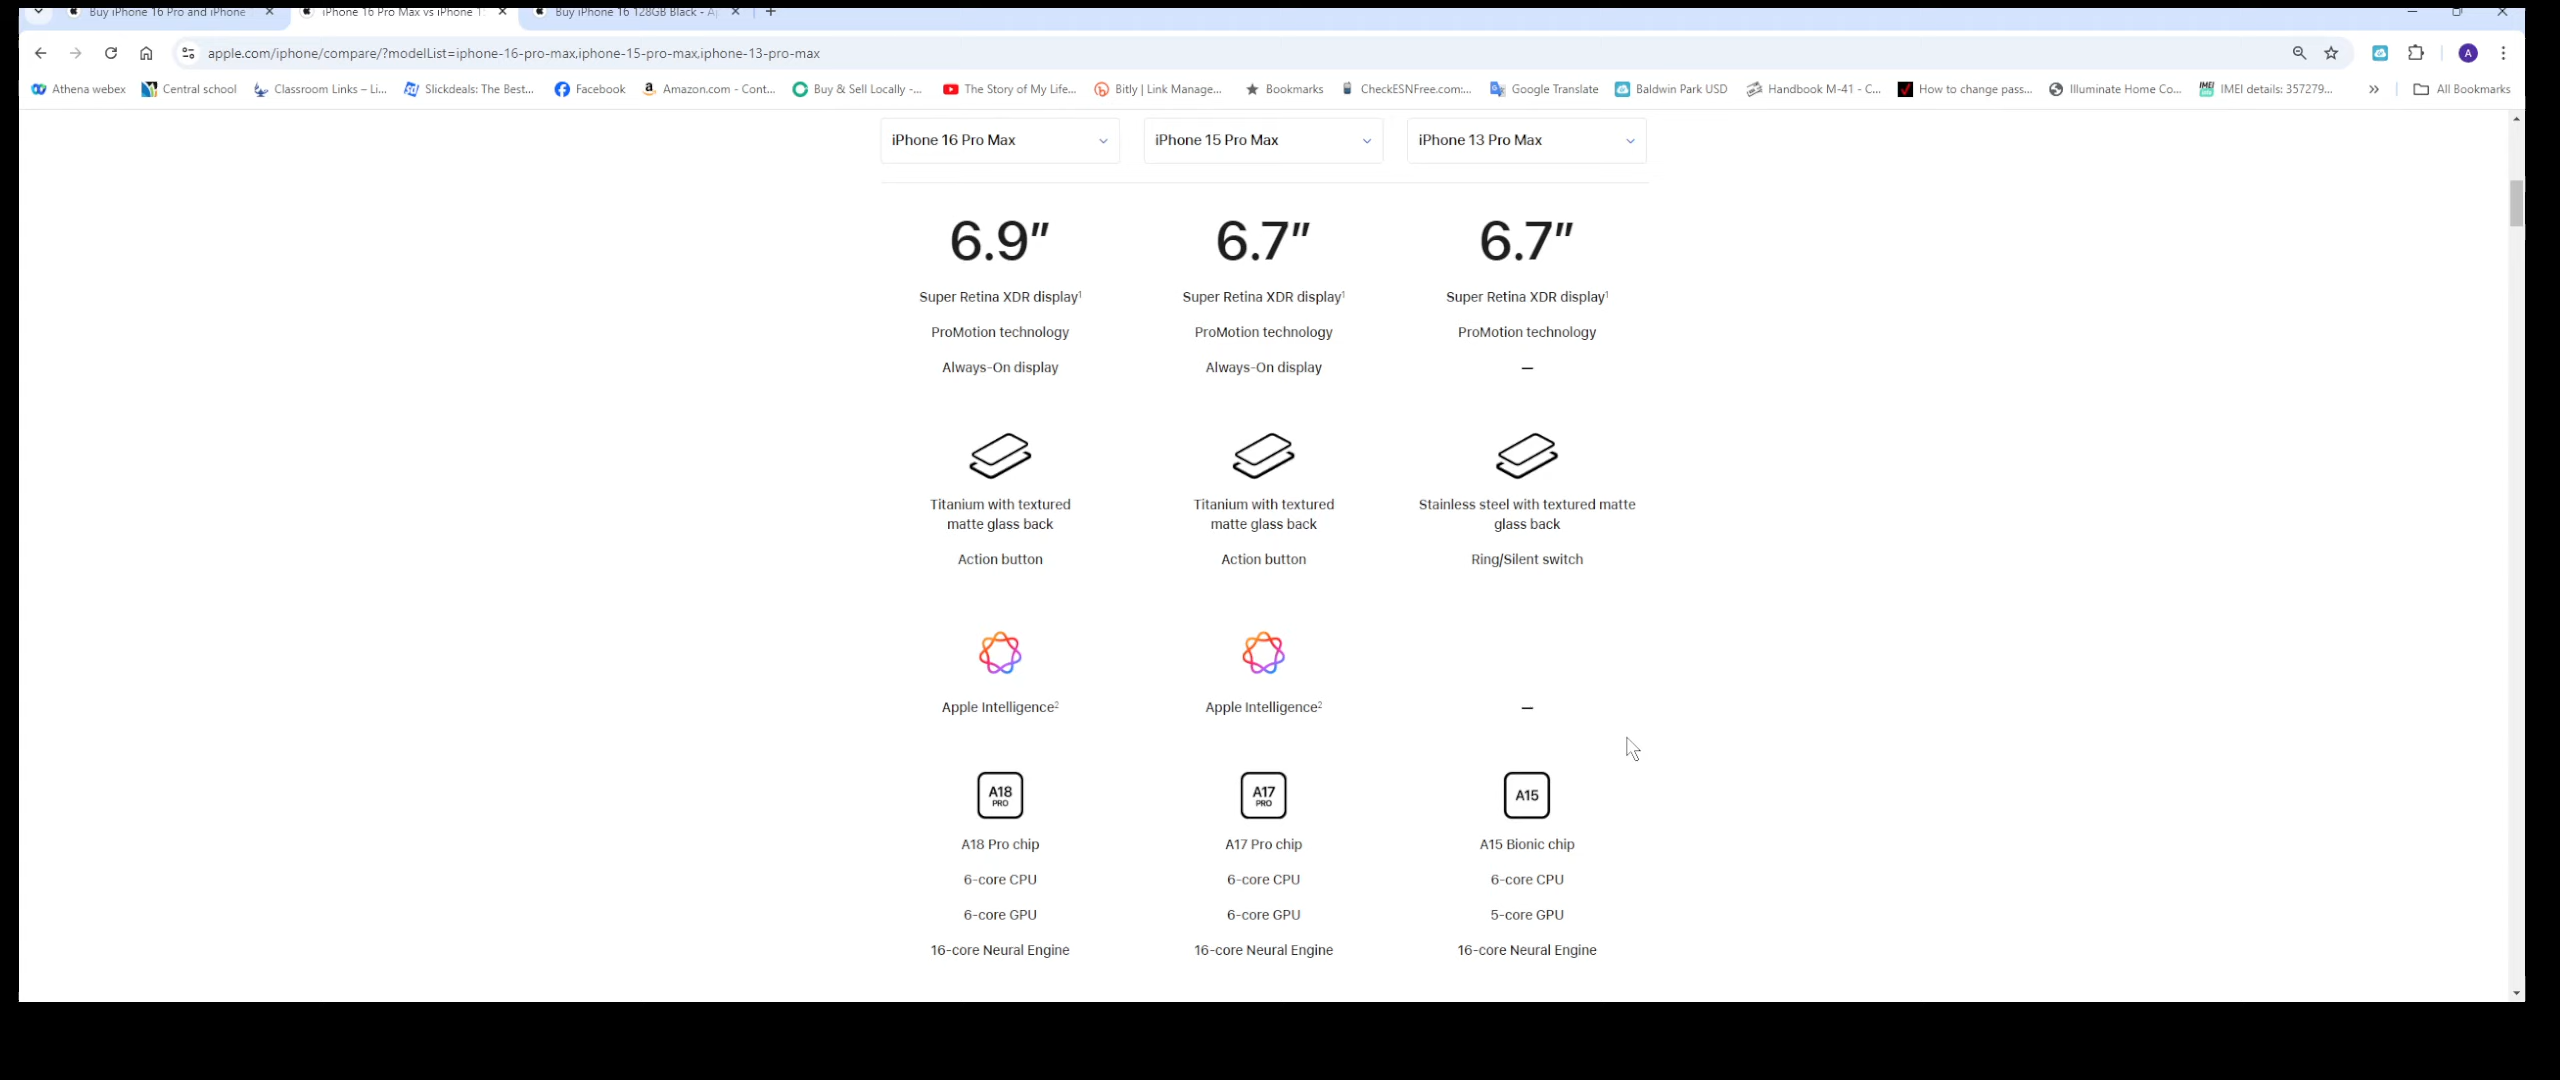 Buy iPhone 16 Pro and iPhone
iPhone 16 Pro Max vs iPhone 1
Buy iPhone 16 128GB Black - A
apple.com/iphone/compare/?modelList=iphone-16-pro-max,iphone-15-pro-max,iphone-13-pro-max
A
Athena webex
Central school
Classroom Links – Li...
Slickdeals: The Best...
Facebook
Amazon.com - Cont...
Buy & Sell Locally -...
The Story of My Life...
Bitly | Link Manage...
Bookmarks
CheckESNFree.com:...
Google Translate
Baldwin Park USD
Handbook M-41 - C...
How to change pass...
Illuminate Home Co...
IMEI details: 357279...
»
All Bookmarks
iPhone 16 Pro Max iPhone 15 Pro Max iPhone 13 Pro Max
6.9″ 6.7″ 6.7″
Super Retina XDR display1 Super Retina XDR display1 Super Retina XDR display1
ProMotion technology ProMotion technology ProMotion technology
Always-On display Always-On display –
Titanium with textured Titanium with textured Stainless steel with textured matte
matte glass back matte glass back glass back
Action button Action button Ring/Silent switch
Apple Intelligence2 Apple Intelligence2 –
A18 A17 A15
PRO PRO
A18 Pro chip A17 Pro chip A15 Bionic chip
6-core CPU 6-core CPU 6-core CPU
6-core GPU 6-core GPU 5-core GPU
16-core Neural Engine 16-core Neural Engine 16-core Neural Engine